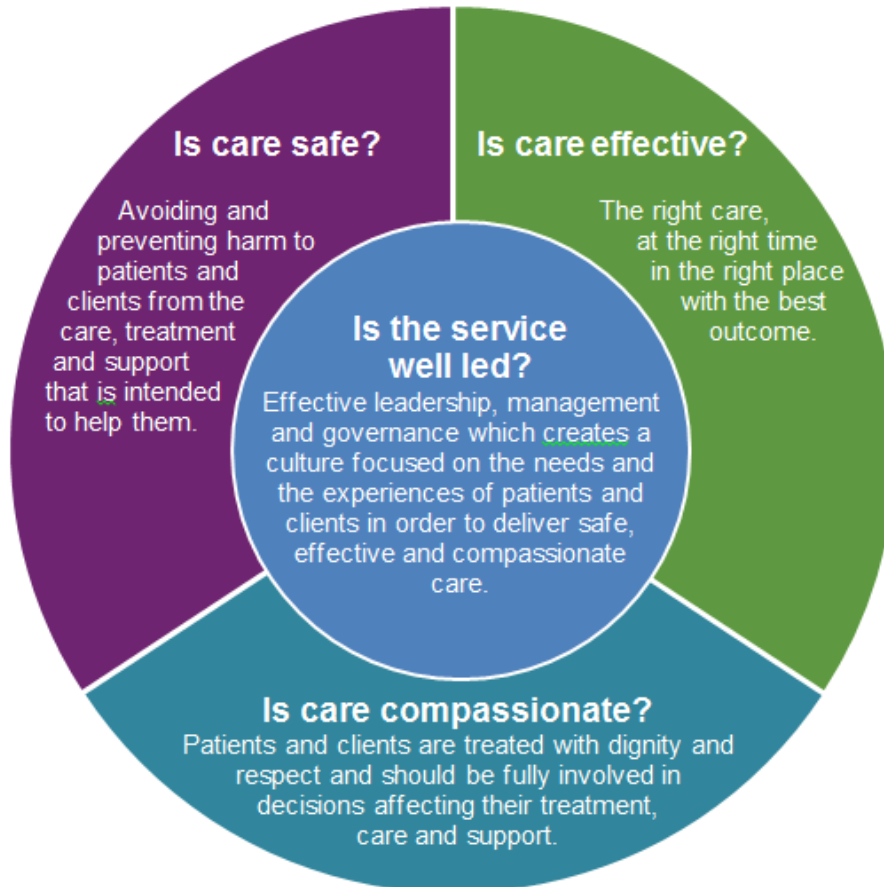 Is care safe?
Avoiding and
preventing harm to
patients and
clients from the
care, treatment
and support
that is intended
to help them.
Is care effective?
The right care,
at the right time
in the right place
with the best
outcome.
Is the service
well led?
Effective leadership, management
and governance which creates a
culture focused on the needs and
the experiences of patients and
clients in order to deliver safe,
effective and compassionate
care.
Is care compassionate?
Patients and clients are treated with dignity and
respect and should be fully involved in
decisions affecting their treatment,
care and support.